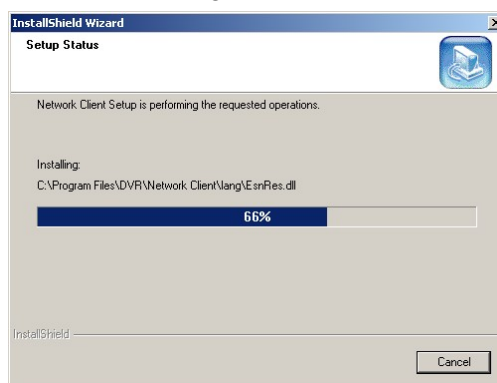 InstallShield Wizard
Setup Status
Network Client Setup is performing the requested operations.
Installing:
C:\Program Files\DVR\Network Client\lang\EsnRes.dll
66%
InstallShield
Cancel